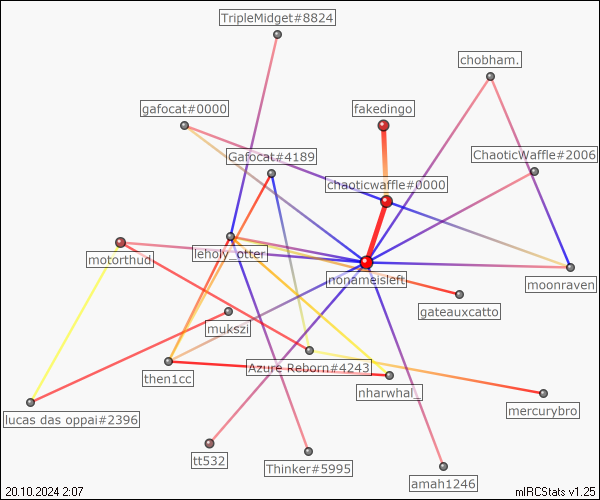 TripleMidget#8824
chobham.
gafocat#0000
fakedingo
Gafocat#4189
ChaoticWaffle#2006
chaoticwaffle#0000
leholy_otter
motorthud
nonameisleft
moonraven
gateauxcatto
mukszi
Azure Reborn#4243
then1cc
nharwhal_
mercurybro
lucas das oppai#2396
tt532
Thinker#5995
amah1246
20.10.2024 2:07
mIRCStats v1.25